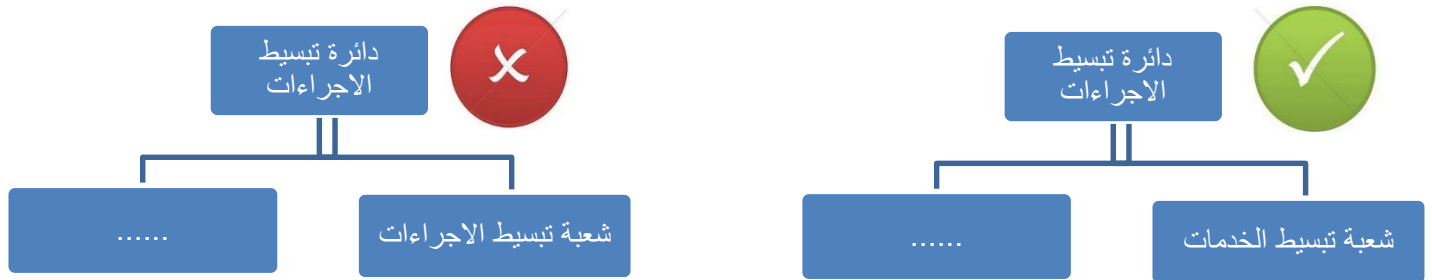 دائرة تبسيط
الاجراءات
دائرة تبسيط
الاجراءات
شعبة تبسيط الخدمات
......
شعبة تبسيط الاجراءات
......